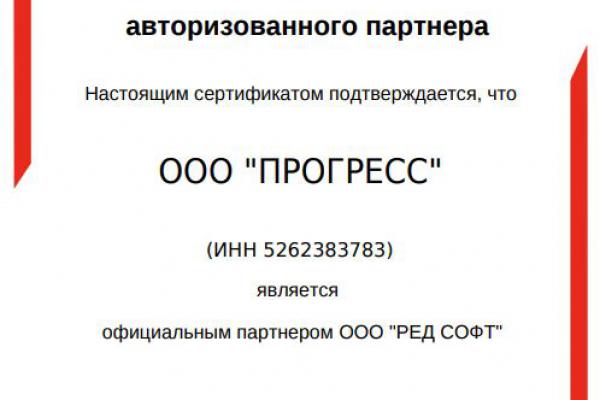 авторизованного партнера
Настоящим сертификатом подтверждается, что
ООО "ПРОГРЕСС"
(ИНН 5262383783)
является
официальным партнером ООО "РЕД СОФТ"